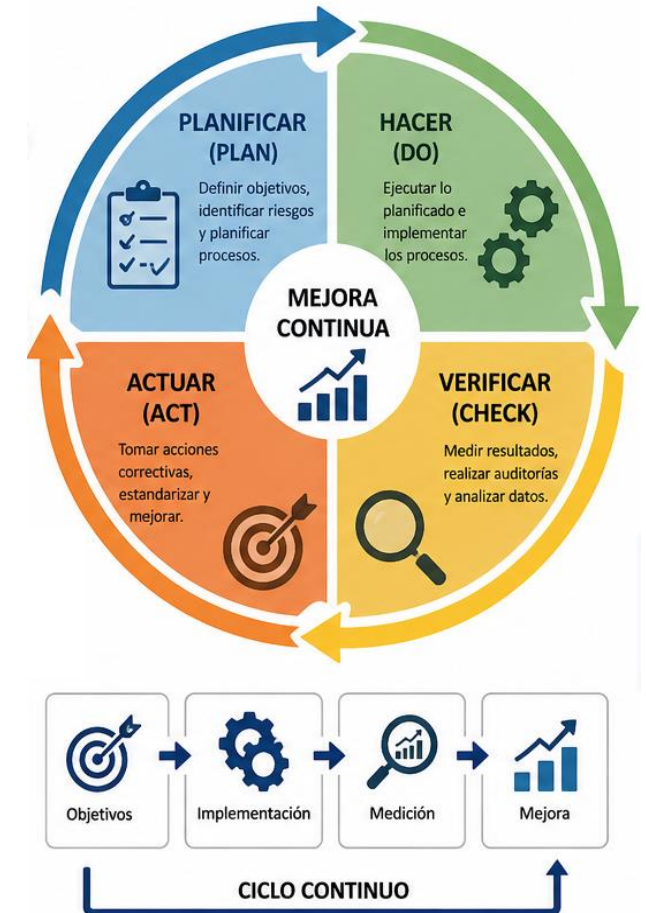 PLANIFICAR
(PLAN)
Definir objetivos,
identificar riesgos
y planificar
procesos.
HACER
(DO)
Ejecutar lo
planificado e
implementar
los procesos.
MEJORA
CONTINUA
ACTUAR
(ACT)
Tomar acciones
correctivas,
estandarizar y
mejorar.
VERIFICAR
(CHECK)
Medir resultados,
realizar auditorías
y analizar datos.
Objetivos
Implementación
Medición
Mejora
CICLO CONTINUO